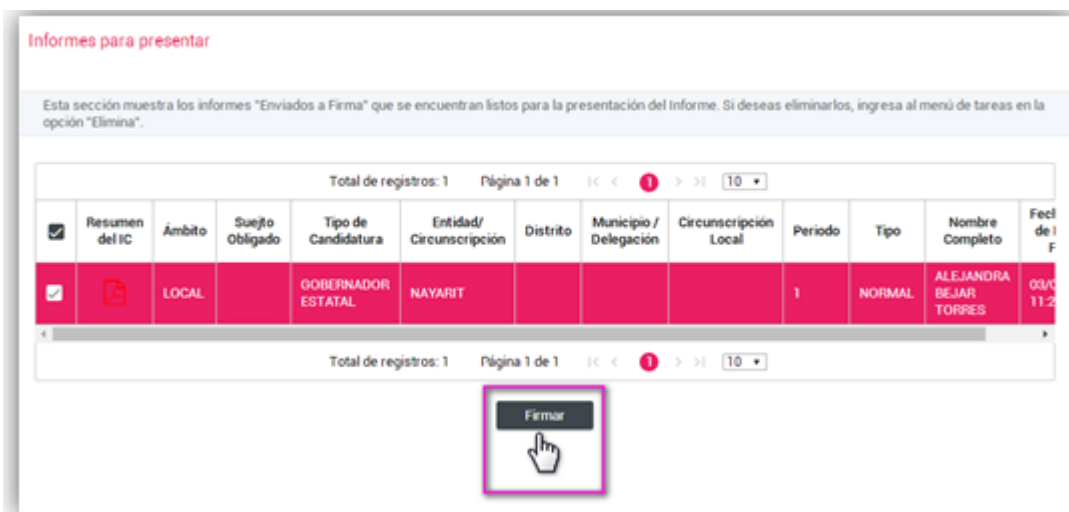 Informes para presentar
Esta sección muestra los informes "Enviados a Firma" que se encuentran listos para la presentación del Informe. Si deseas eliminarlos, ingresa al menú de tareas en la
opción "Elimina".
Total de registros: 1 Página 1 de 1 1 10
Resumen del IC Ámbito Suejto Obligado Tipo de Candidatura Entidad/ Circunscripción Distrito Municipio / Delegación Circunscripción Local Periodo Tipo Nombre Completo
LOCAL GOBERNADOR ESTATAL NAYARIT 1 NORMAL ALEJANDRA BEJAR TORRES
Total de registros: 1 Página 1 de 1 1 10
Firmar